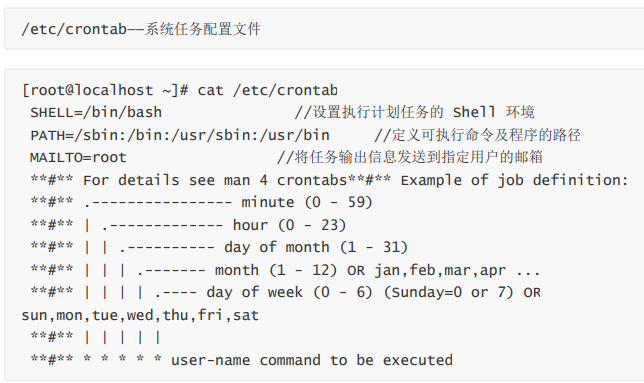 /etc/crontab——系统任务配置文件
[root@localhost ~]# cat /etc/crontab
SHELL=/bin/bash //设置执行计划任务的 Shell 环境
PATH=/sbin:/bin:/usr/sbin:/usr/bin //定义可执行命令及程序的路径
MAILTO=root //将任务输出信息发送到指定用户的邮箱
**#** For details see man 4 crontabs**#** Example of job definition:
**#** .---------------- minute (0 - 59)
**#** | .------------- hour (0 - 23)
**#** | | .---------- day of month (1 - 31)
**#** | | | .------- month (1 - 12) OR jan,feb,mar,apr ...
**#** | | | | .---- day of week (0 - 6) (Sunday=0 or 7) OR
sun,mon,tue,wed,thu,fri,sat
**#** | | | | |
**#** * * * * * user-name command to be executed